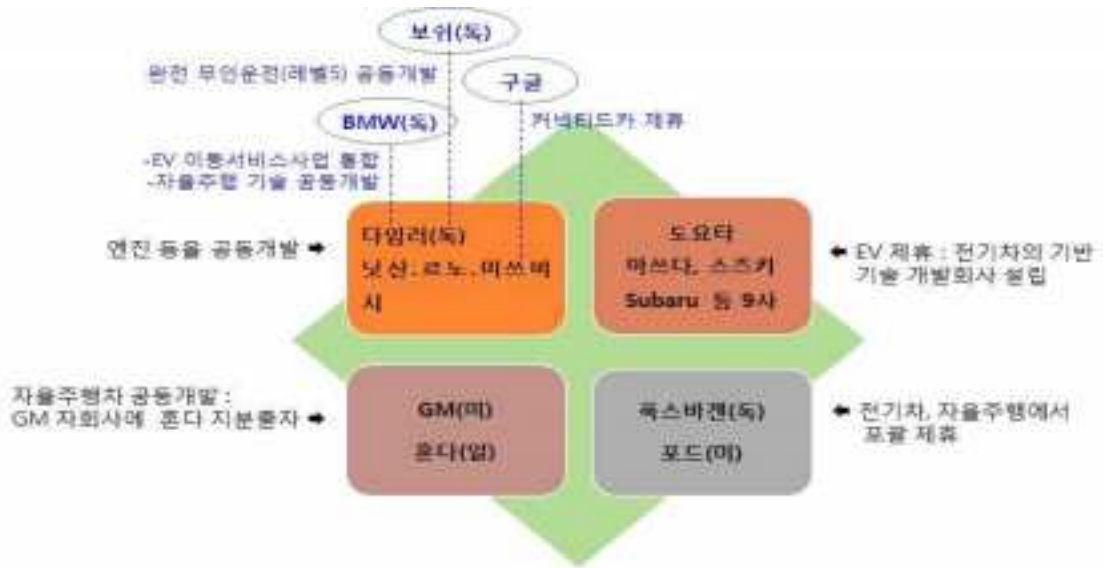 보쉬(독)
완전 무인운전(레벨5) 공동개발
구글
BMW(독)
커넥티드카 제휴
-EV 이동서비스사업 통합
-자율주행 기술 공동개발
엔진 등을 공동개발 ➡
다임러(독)
닛산.르노.미쓰비
시
도요타
마쓰다, 스즈키
Subaru 등 9사
⬅ EV 제휴 : 전기차의 기반
기술 개발회사 설립
자율주행차 공동개발 :
GM 자회사에 혼다 지분출자 ➡
GM(미)
혼다(일)
폭스바겐(독)
포드(미)
⬅ 전기차, 자율주행에서
포괄 제휴